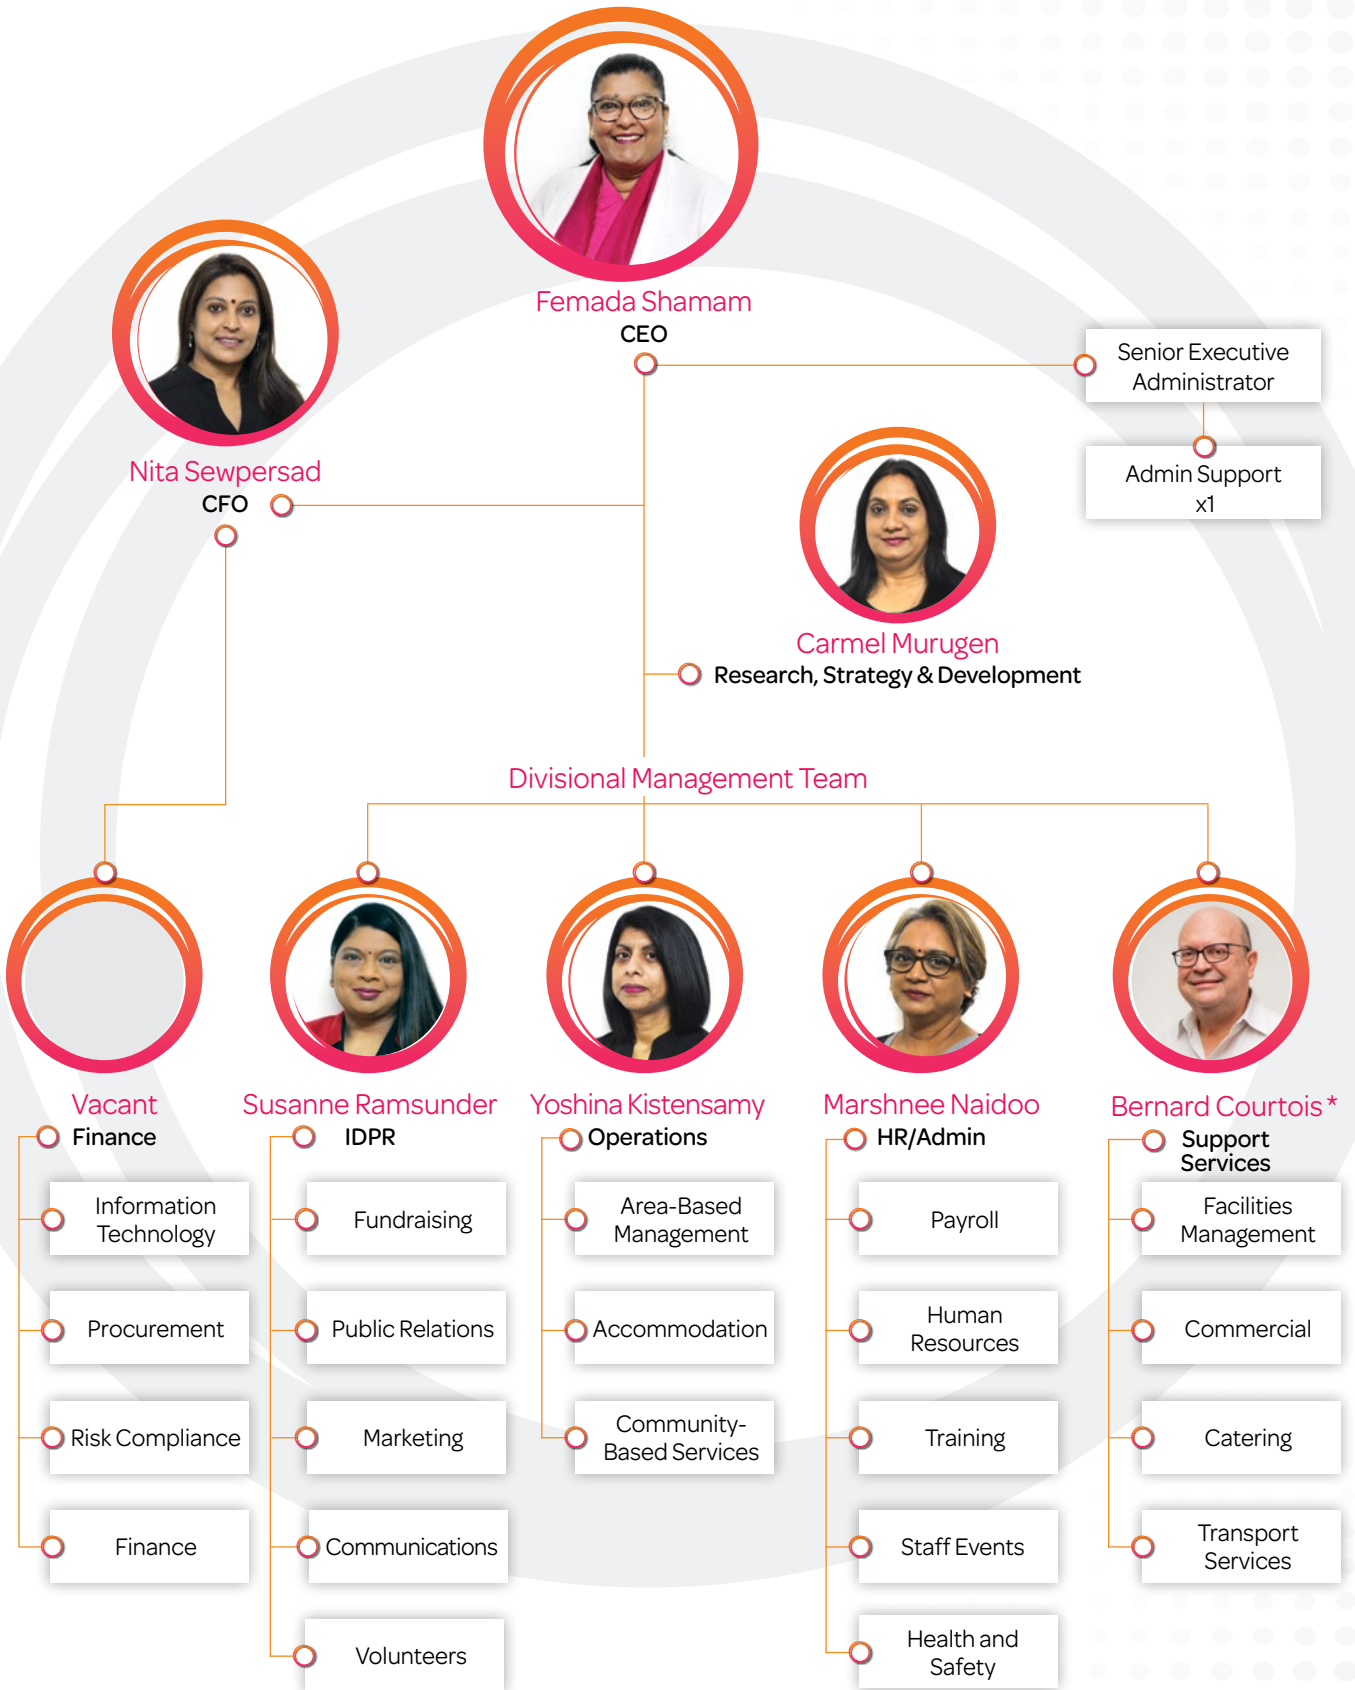 Femada Shamam
CEO
Nita Sewpersad
CFO
Senior Executive
Administrator
Admin Support
x1
Carmel Murugen
Research, Strategy & Development
Divisional Management Team
Vacant
Finance
Information
Technology
Procurement
Risk Compliance
Finance
Susanne Ramsunder
IDPR
Fundraising
Public Relations
Marketing
Communications
Volunteers
Yoshina Kistensamy
Operations
Area-Based
Management
Accommodation
Community-
Based Services
Marshnee Naidoo
HR/Admin
Payroll
Human
Resources
Training
Staff Events
Health and
Safety
Bernard Courtois*
Support
Services
Facilities
Management
Commercial
Catering
Transport
Services